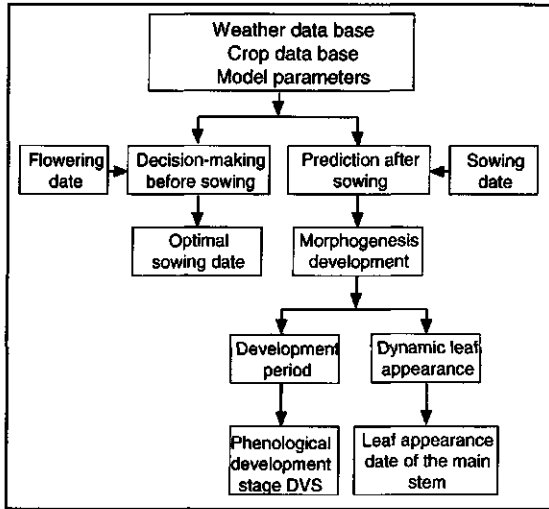 Weather data base
Crop data base
Model parameters
Flowering
date
Decision-making
before sowing
Prediction after
sowing
Sowing
date
Optimal
sowing date
Morphogenesis
development
Development
period
Dynamic leaf
appearance
Phenological
development
stage DVS
Leaf appearance
date of the main
stem